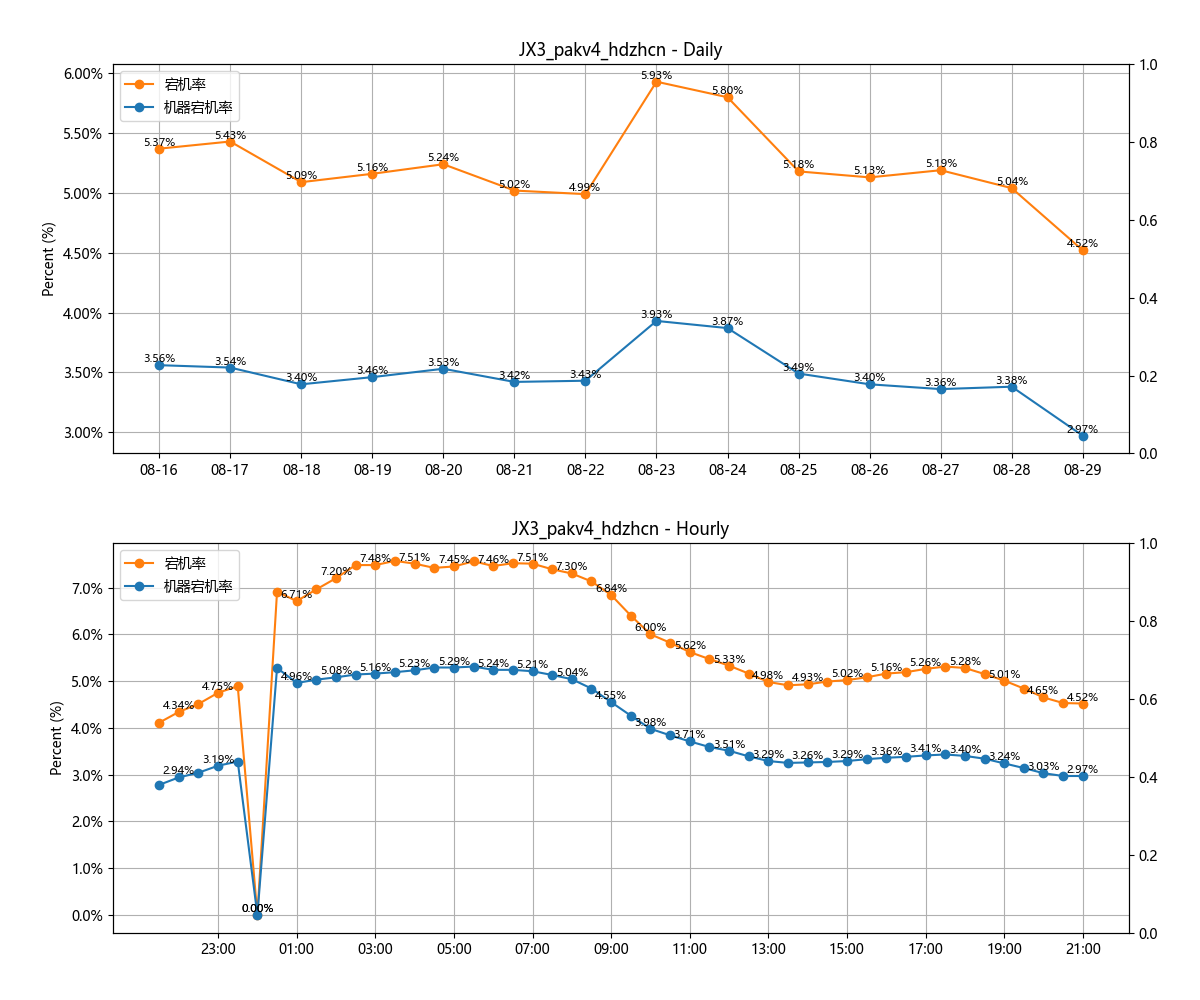 JX3_pakv4_hdzhcn - Daily
宕机率
机器宕机率
Percent (%)
6.00%
5.50%
5.00%
4.50%
4.00%
3.50%
3.00%
1.0
0.8
0.6
0.4
0.2
0.0
5.37% 5.43% 5.09% 5.16% 5.24% 5.02% 4.99% 5.93% 5.80% 5.18% 5.13% 5.19% 5.04% 4.52%
3.56% 3.54% 3.40% 3.46% 3.53% 3.42% 3.43% 3.93% 3.87% 3.49% 3.40% 3.36% 3.38% 2.97%
08-16 08-17 08-18 08-19 08-20 08-21 08-22 08-23 08-24 08-25 08-26 08-27 08-28 08-29
JX3_pakv4_hdzhcn - Hourly
宕机率
机器宕机率
Percent (%)
7.0%
6.0%
5.0%
4.0%
3.0%
2.0%
1.0%
0.0%
1.0
0.8
0.6
0.4
0.2
0.0
4.34% 4.75% 0.00% 6.71% 7.20% 7.48% 7.51% 7.45% 7.46% 7.51% 7.30% 6.84% 6.00% 5.62% 5.33% 4.98% 4.93% 5.02% 5.16% 5.26% 5.28% 5.01% 4.65% 4.52%
2.94% 3.19% 0.00% 4.96% 5.08% 5.16% 5.23% 5.29% 5.24% 5.21% 5.04% 4.55% 3.98% 3.71% 3.51% 3.29% 3.26% 3.29% 3.36% 3.41% 3.40% 3.24% 3.03% 2.97%
23:00 01:00 03:00 05:00 07:00 09:00 11:00 13:00 15:00 17:00 19:00 21:00